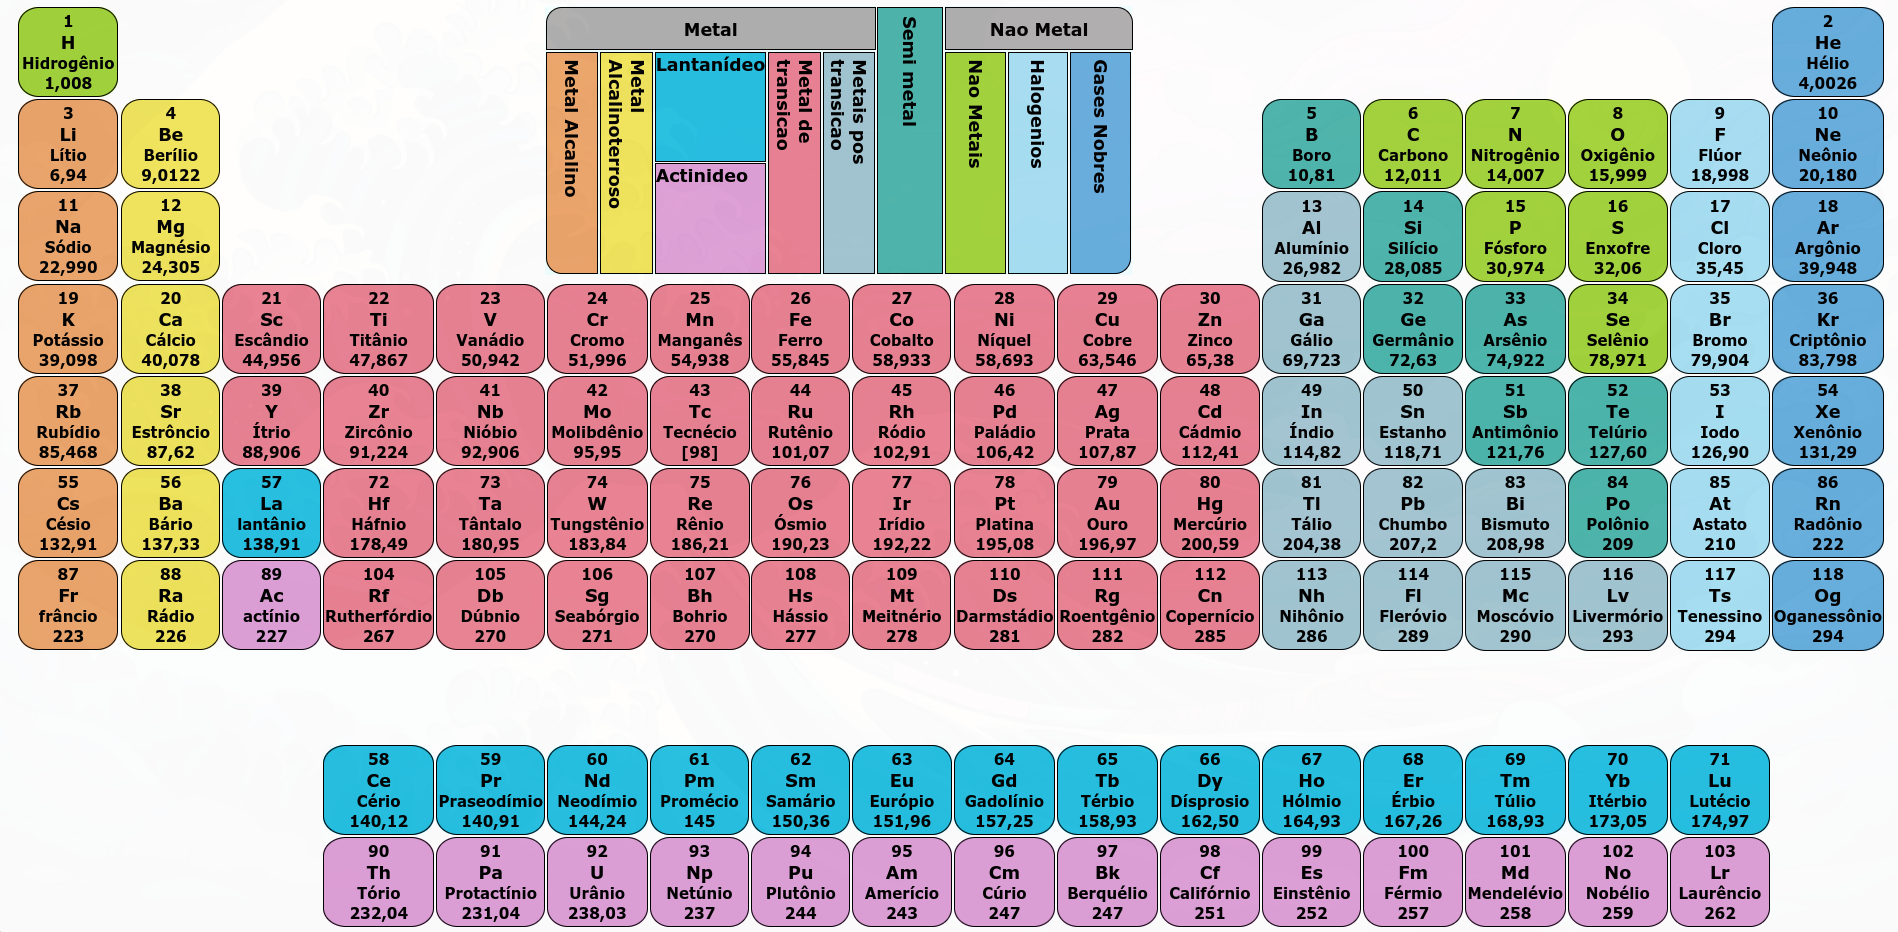 1
H
Hidrogênio
1,008
Metal
Semi metal
Nao Metal
2
He
Hélio
4,0026
Metal Alcalino
Metal
Alcalinoterroso
Lantanídeo
Actinideo
Metal de
transicao
Metais pos
transicao
Nao Metais
Halogenios
Gases Nobres
3
Li
Lítio
6,94
4
Be
Berílio
9,0122
5
B
Boro
10,81
6
C
Carbono
12,011
7
N
Nitrogênio
14,007
8
O
Oxigênio
15,999
9
F
Flúor
18,998
10
Ne
Neônio
20,180
11
Na
Sódio
22,990
12
Mg
Magnésio
24,305
13
Al
Alumínio
26,982
14
Si
Silício
28,085
15
P
Fósforo
30,974
16
S
Enxofre
32,06
17
Cl
Cloro
35,45
18
Ar
Argônio
39,948
19
K
Potássio
39,098
20
Ca
Cálcio
40,078
21
Sc
Escândio
44,956
22
Ti
Titânio
47,867
23
V
Vanádio
50,942
24
Cr
Cromo
51,996
25
Mn
Manganês
54,938
26
Fe
Ferro
55,845
27
Co
Cobalto
58,933
28
Ni
Níquel
58,693
29
Cu
Cobre
63,546
30
Zn
Zinco
65,38
31
Ga
Gálio
69,723
32
Ge
Germânio
72,63
33
As
Arsênio
74,922
34
Se
Selênio
78,971
35
Br
Bromo
79,904
36
Kr
Criptônio
83,798
37
Rb
Rubídio
85,468
38
Sr
Estrôncio
87,62
39
Y
Ítrio
88,906
40
Zr
Zircônio
91,224
41
Nb
Nióbio
92,906
42
Mo
Molibdênio
95,95
43
Tc
Tecnécio
[98]
44
Ru
Rutênio
101,07
45
Rh
Ródio
102,91
46
Pd
Paládio
106,42
47
Ag
Prata
107,87
48
Cd
Cádmio
112,41
49
In
Índio
114,82
50
Sn
Estanho
118,71
51
Sb
Antimônio
121,76
52
Te
Telúrio
127,60
53
I
Iodo
126,90
54
Xe
Xenônio
131,29
55
Cs
Césio
132,91
56
Ba
Bário
137,33
57
La
lantânio
138,91
72
Hf
Háfnio
178,49
73
Ta
Tântalo
180,95
74
W
Tungstênio
183,84
75
Re
Rênio
186,21
76
Os
Ósmio
190,23
77
Ir
Irídio
192,22
78
Pt
Platina
195,08
79
Au
Ouro
196,97
80
Hg
Mercúrio
200,59
81
Tl
Tálio
204,38
82
Pb
Chumbo
207,2
83
Bi
Bismuto
208,98
84
Po
Polônio
209
85
At
Astato
210
86
Rn
Radônio
222
87
Fr
frâncio
223
88
Ra
Rádio
226
89
Ac
actínio
227
104
Rf
Rutherfórdio
267
105
Db
Dúbnio
270
106
Sg
Seabórgio
271
107
Bh
Bohrio
270
108
Hs
Hássio
277
109
Mt
Meitnério
278
110
Ds
Darmstádio
281
111
Rg
Roentgênio
282
112
Cn
Copernício
285
113
Nh
Nihônio
286
114
Fl
Fleróvio
289
115
Mc
Moscóvio
290
116
Lv
Livermório
293
117
Ts
Tenessino
294
118
Og
Oganessônio
294
58
Ce
Cério
140,12
59
Pr
Praseodímio
140,91
60
Nd
Neodímio
144,24
61
Pm
Promécio
145
62
Sm
Samário
150,36
63
Eu
Európio
151,96
64
Gd
Gadolínio
157,25
65
Tb
Térbio
158,93
66
Dy
Dísprosio
162,50
67
Ho
Hólmio
164,93
68
Er
Érbio
167,26
69
Tm
Túlio
168,93
70
Yb
Itérbio
173,05
71
Lu
Lutécio
174,97
90
Th
Tório
232,04
91
Pa
Protactínio
231,04
92
U
Urânio
238,03
93
Np
Netúnio
237
94
Pu
Plutônio
244
95
Am
Amerício
243
96
Cm
Cúrio
247
97
Bk
Berquélio
247
98
Cf
Califórnio
251
99
Es
Einstênio
252
100
Fm
Férmio
257
101
Md
Mendelévio
258
102
No
Nobélio
259
103
Lr
Laurêncio
262